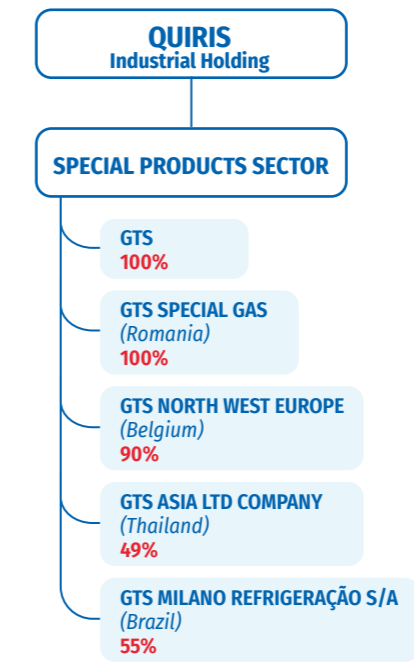 QUIRIS
Industrial Holding
SPECIAL PRODUCTS SECTOR
GTS
100%
GTS SPECIAL GAS
(Romania)
100%
GTS NORTH WEST EUROPE
(Belgium)
90%
GTS ASIA LTD COMPANY
(Thailand)
49%
GTS MILANO REFRIGERAÇÃO S/A
(Brazil)
55%